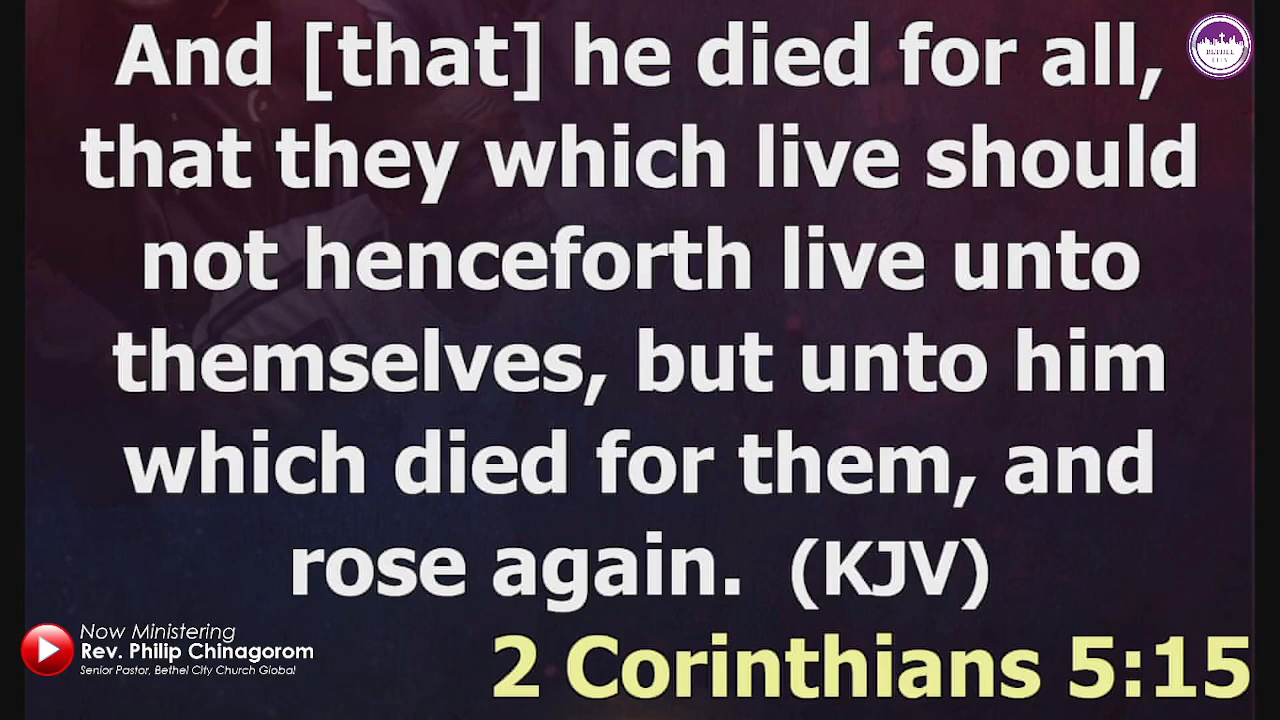 And [that] he died for all,
that they which live should
not henceforth live unto
themselves, but unto him
which died for them, and
rose again. (KJV)
2 Corinthians 5:15
Now Ministering
Rev. Philip Chinagorom
Senior Pastor, Bethel City Church Global
BETHEL
CITY